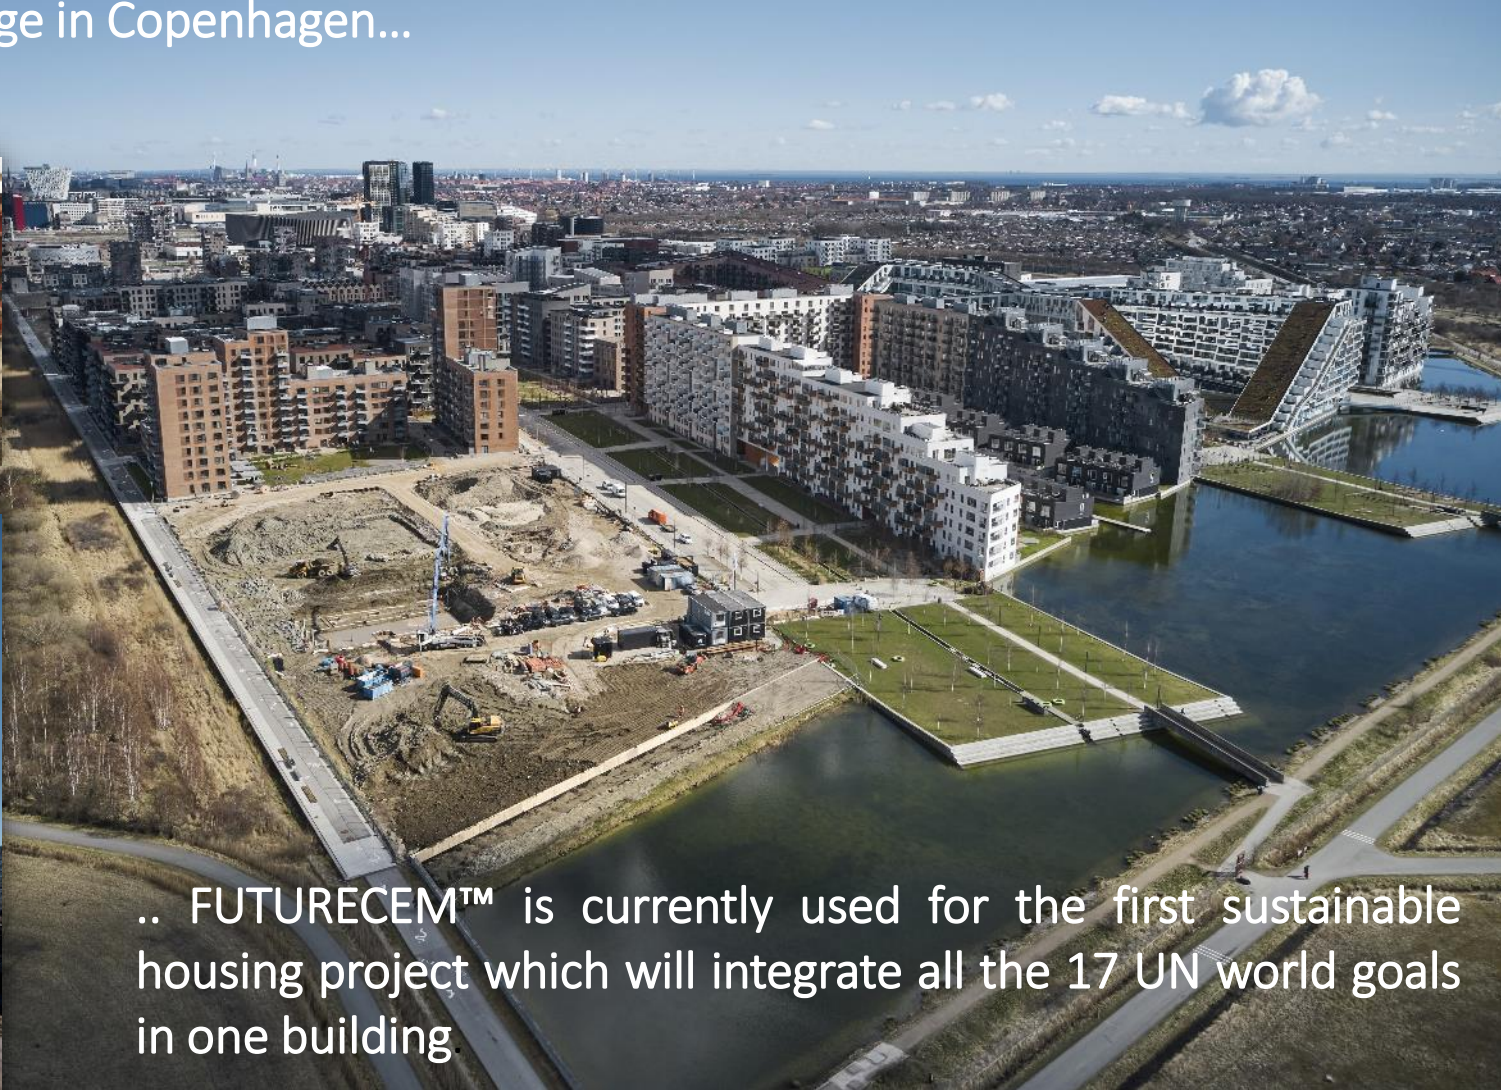 ge in Copenhagen...
.. FUTURECEM™ is currently used for the first sustainable
housing project which will integrate all the 17 UN world goals
in one building.